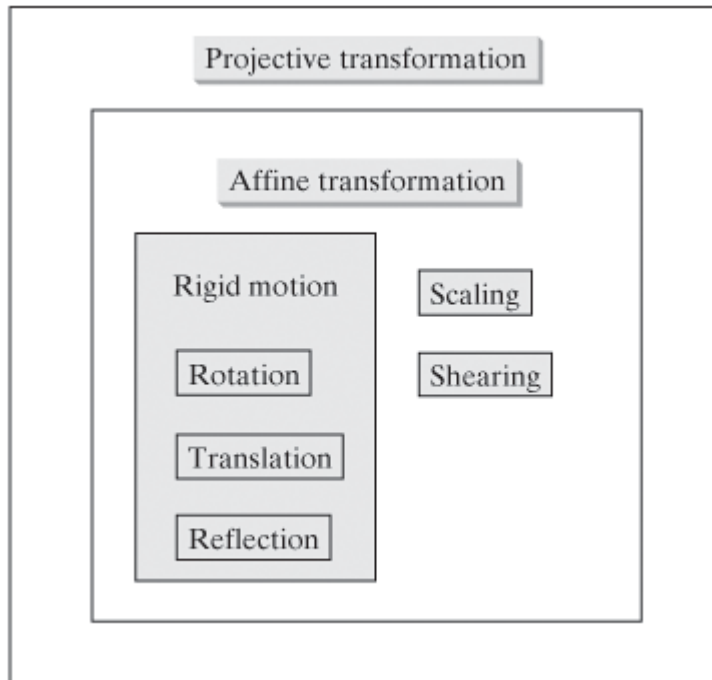 Projective transformation
Affine transformation
Rigid motion
Rotation
Translation
Reflection
Scaling
Shearing